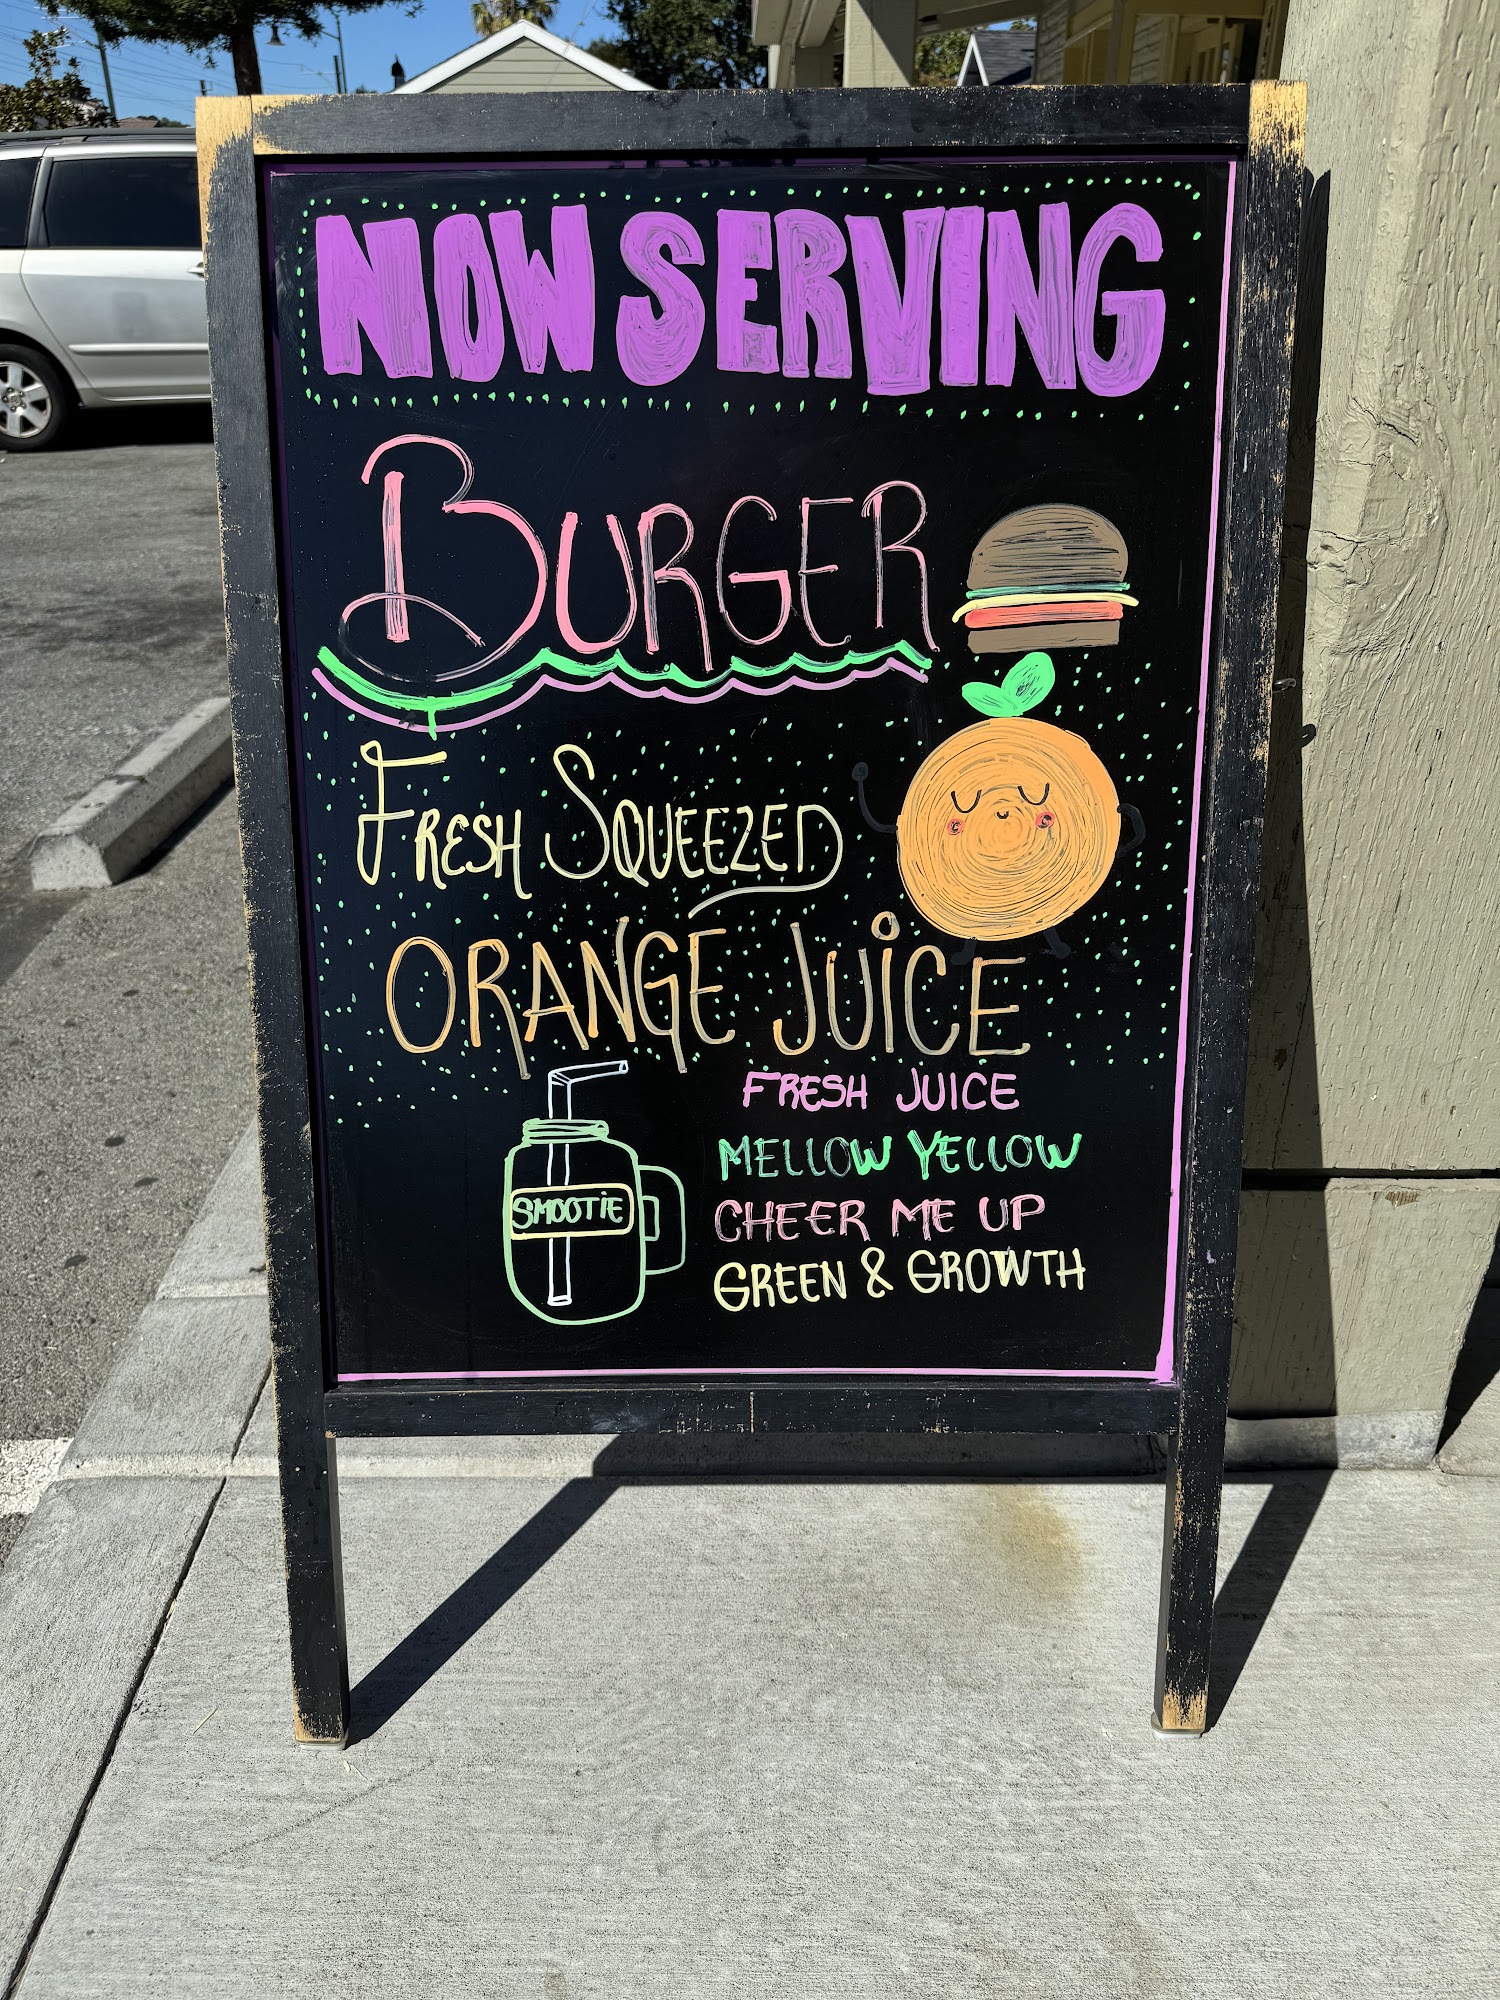 NOW SERVING
BURGER
FRESH SQUEEZED
ORANGE JUICE
FRESH JUICE
MELLOW YELLOW
SMOOTIE
CHEER ME UP
GREEN & GROWTH